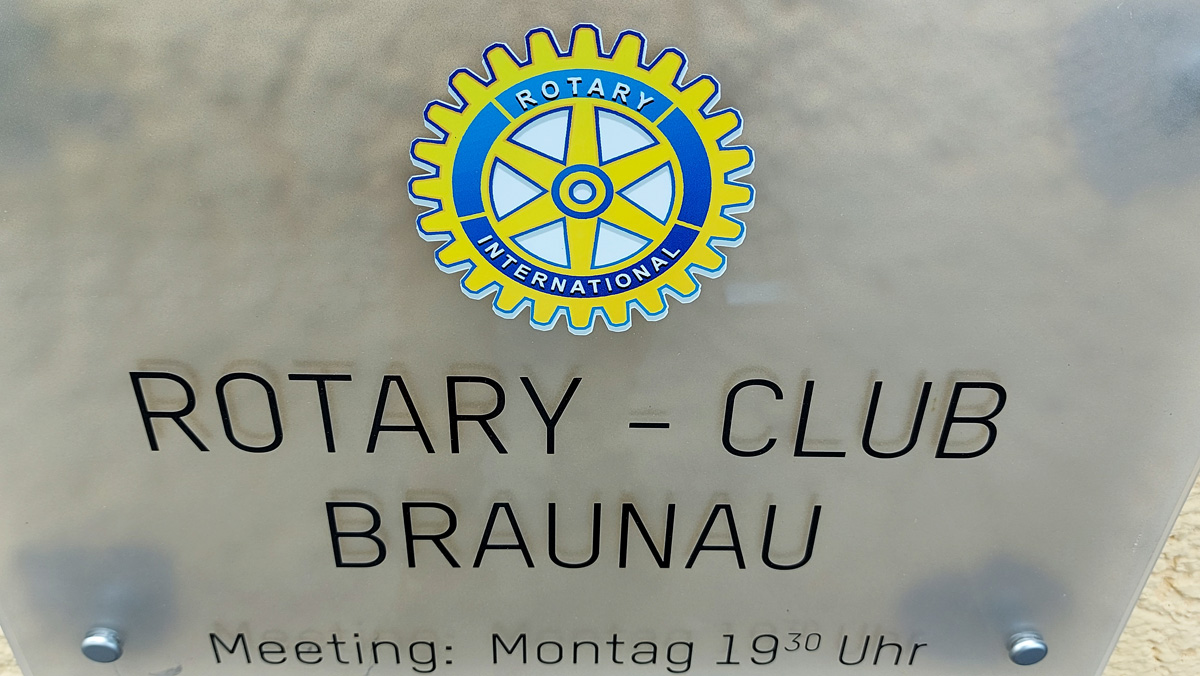 ROTARY
INTERNATIONAL
ROTARY – CLUB
BRAUNAU
Meeting: Montag 19³⁰ Uhr